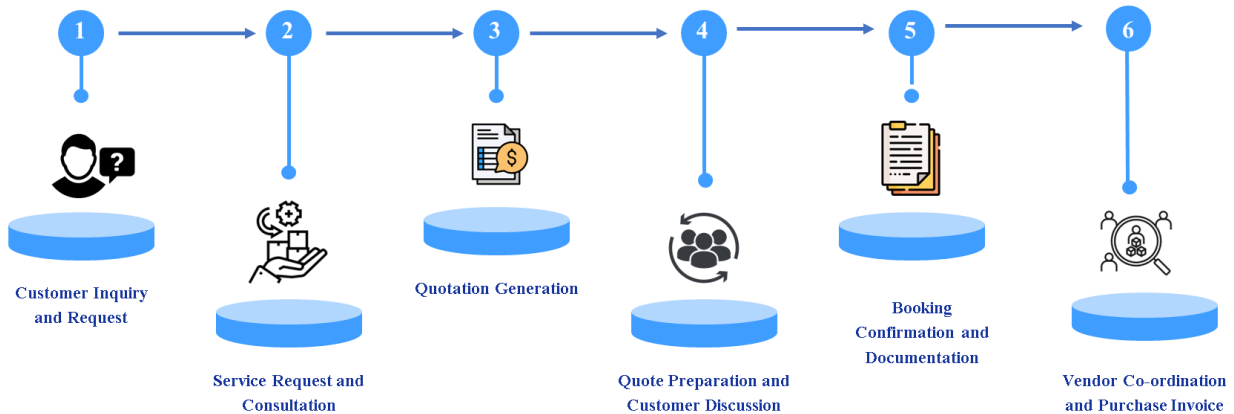 1
2
3
4
5
6
?
$
Customer Inquiry
and Request
Service Request and
Consultation
Quotation Generation
Quote Preparation and
Customer Discussion
Booking
Confirmation and
Documentation
Vendor Co-ordination
and Purchase Invoice